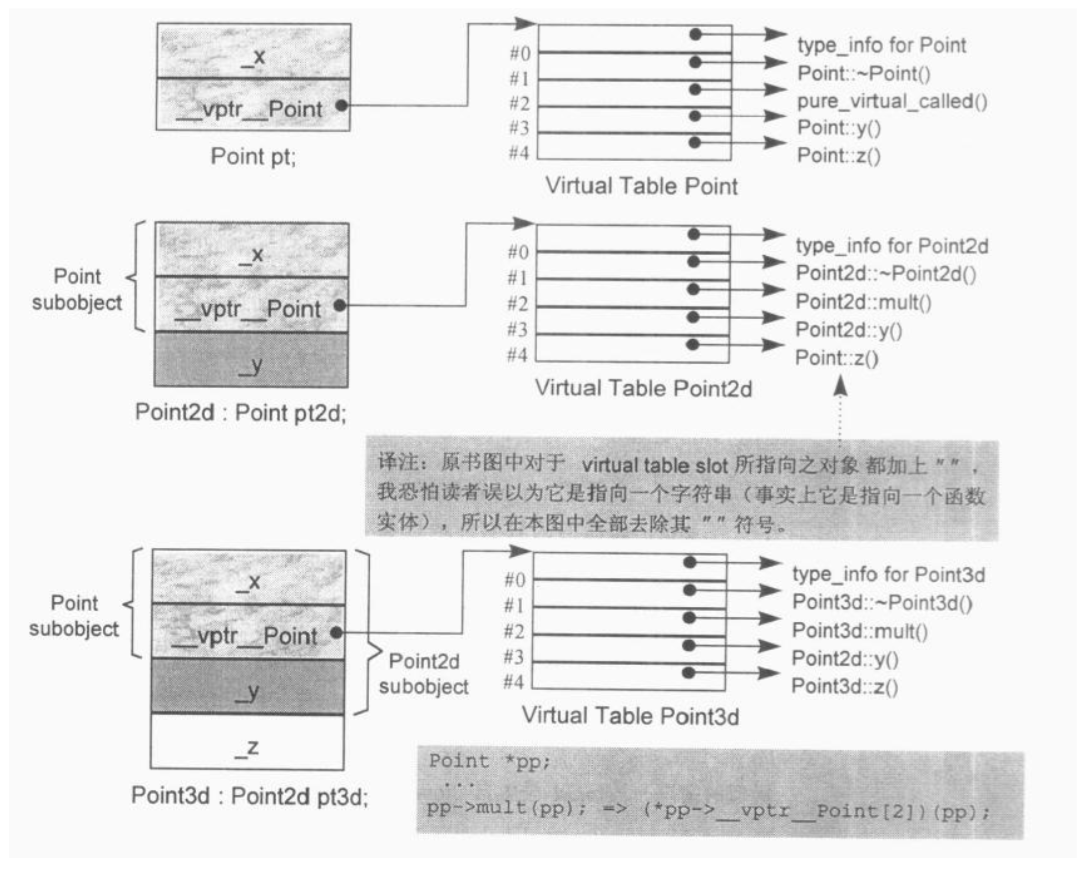 _x
__vptr__Point
Point pt;
#0
#1
#2
#3
#4
type_info for Point
Point::~Point()
pure_virtual_called()
Point::y()
Point::z()
Virtual Table Point
Point
subobject
_x
__vptr__Point
_y
Point2d : Point pt2d;
#0
#1
#2
#3
#4
type_info for Point2d
Point2d::~Point2d()
Point2d::mult()
Point2d::y()
Point::z()
Virtual Table Point2d
译注：原书图中对于 virtual table slot 所指向之对象 都加上 ″″，
我恐怕读者误以为它是指向一个字符串（事实上它是指向一个函数
实体），所以在本图中全部去除其 ″″ 符号。
Point
subobject
_x
__vptr__Point
_y
_z
Point2d
subobject
Point3d : Point2d pt3d;
#0
#1
#2
#3
#4
type_info for Point3d
Point3d::~Point3d()
Point3d::mult()
Point2d::y()
Point3d::z()
Virtual Table Point3d
Point *pp;
...
pp->mult(pp); => (*pp->__vptr__Point[2])(pp);